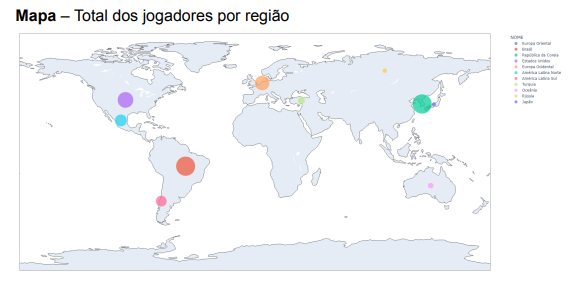 Mapa – Total dos jogadores por região
NOME
Europa Oriental
Brasil
República da Coreia
Estados Unidos
Europa Ocidental
América Latina Norte
América Latina Sul
Turquia
Oceânia
Rússia
Japão